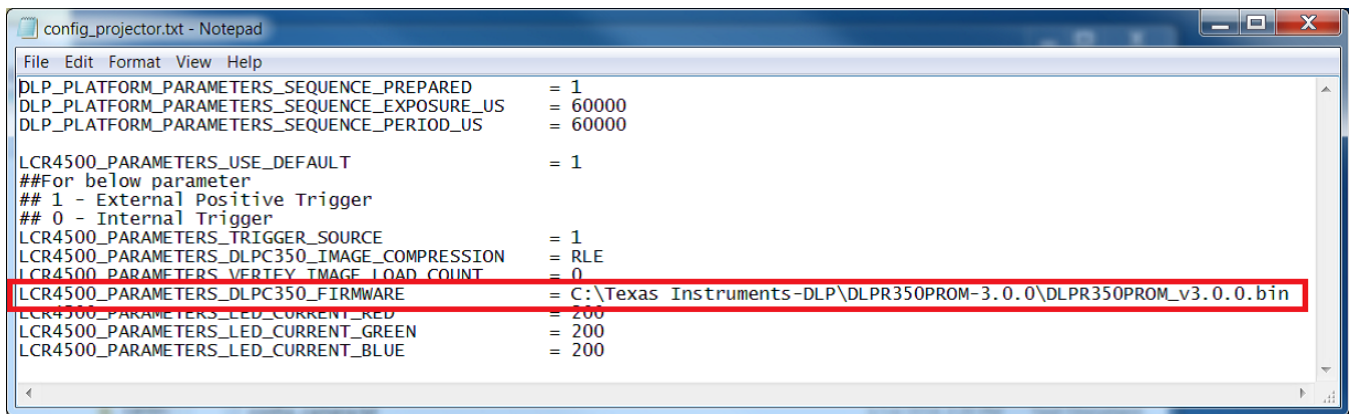 config_projector.txt - Notepad
File Edit Format View Help
DLP_PLATFORM_PARAMETERS_SEQUENCE_PREPARED = 1
DLP_PLATFORM_PARAMETERS_SEQUENCE_EXPOSURE_US = 60000
DLP_PLATFORM_PARAMETERS_SEQUENCE_PERIOD_US = 60000
LCR4500_PARAMETERS_USE_DEFAULT = 1
##For below parameter
## 1 - External Positive Trigger
## 0 - Internal Trigger
LCR4500_PARAMETERS_TRIGGER_SOURCE = 1
LCR4500_PARAMETERS_DLPC350_IMAGE_COMPRESSION = RLE
LCR4500_PARAMETERS_VERIFY_IMAGE_LOAD_COUNT = 0
LCR4500_PARAMETERS_DLPC350_FIRMWARE = C:\Texas Instruments-DLP\DLPR350PROM-3.0.0\DLPR350PROM_v3.0.0.bin
LCR4500_PARAMETERS_LED_CURRENT_RED = 200
LCR4500_PARAMETERS_LED_CURRENT_GREEN = 200
LCR4500_PARAMETERS_LED_CURRENT_BLUE = 200